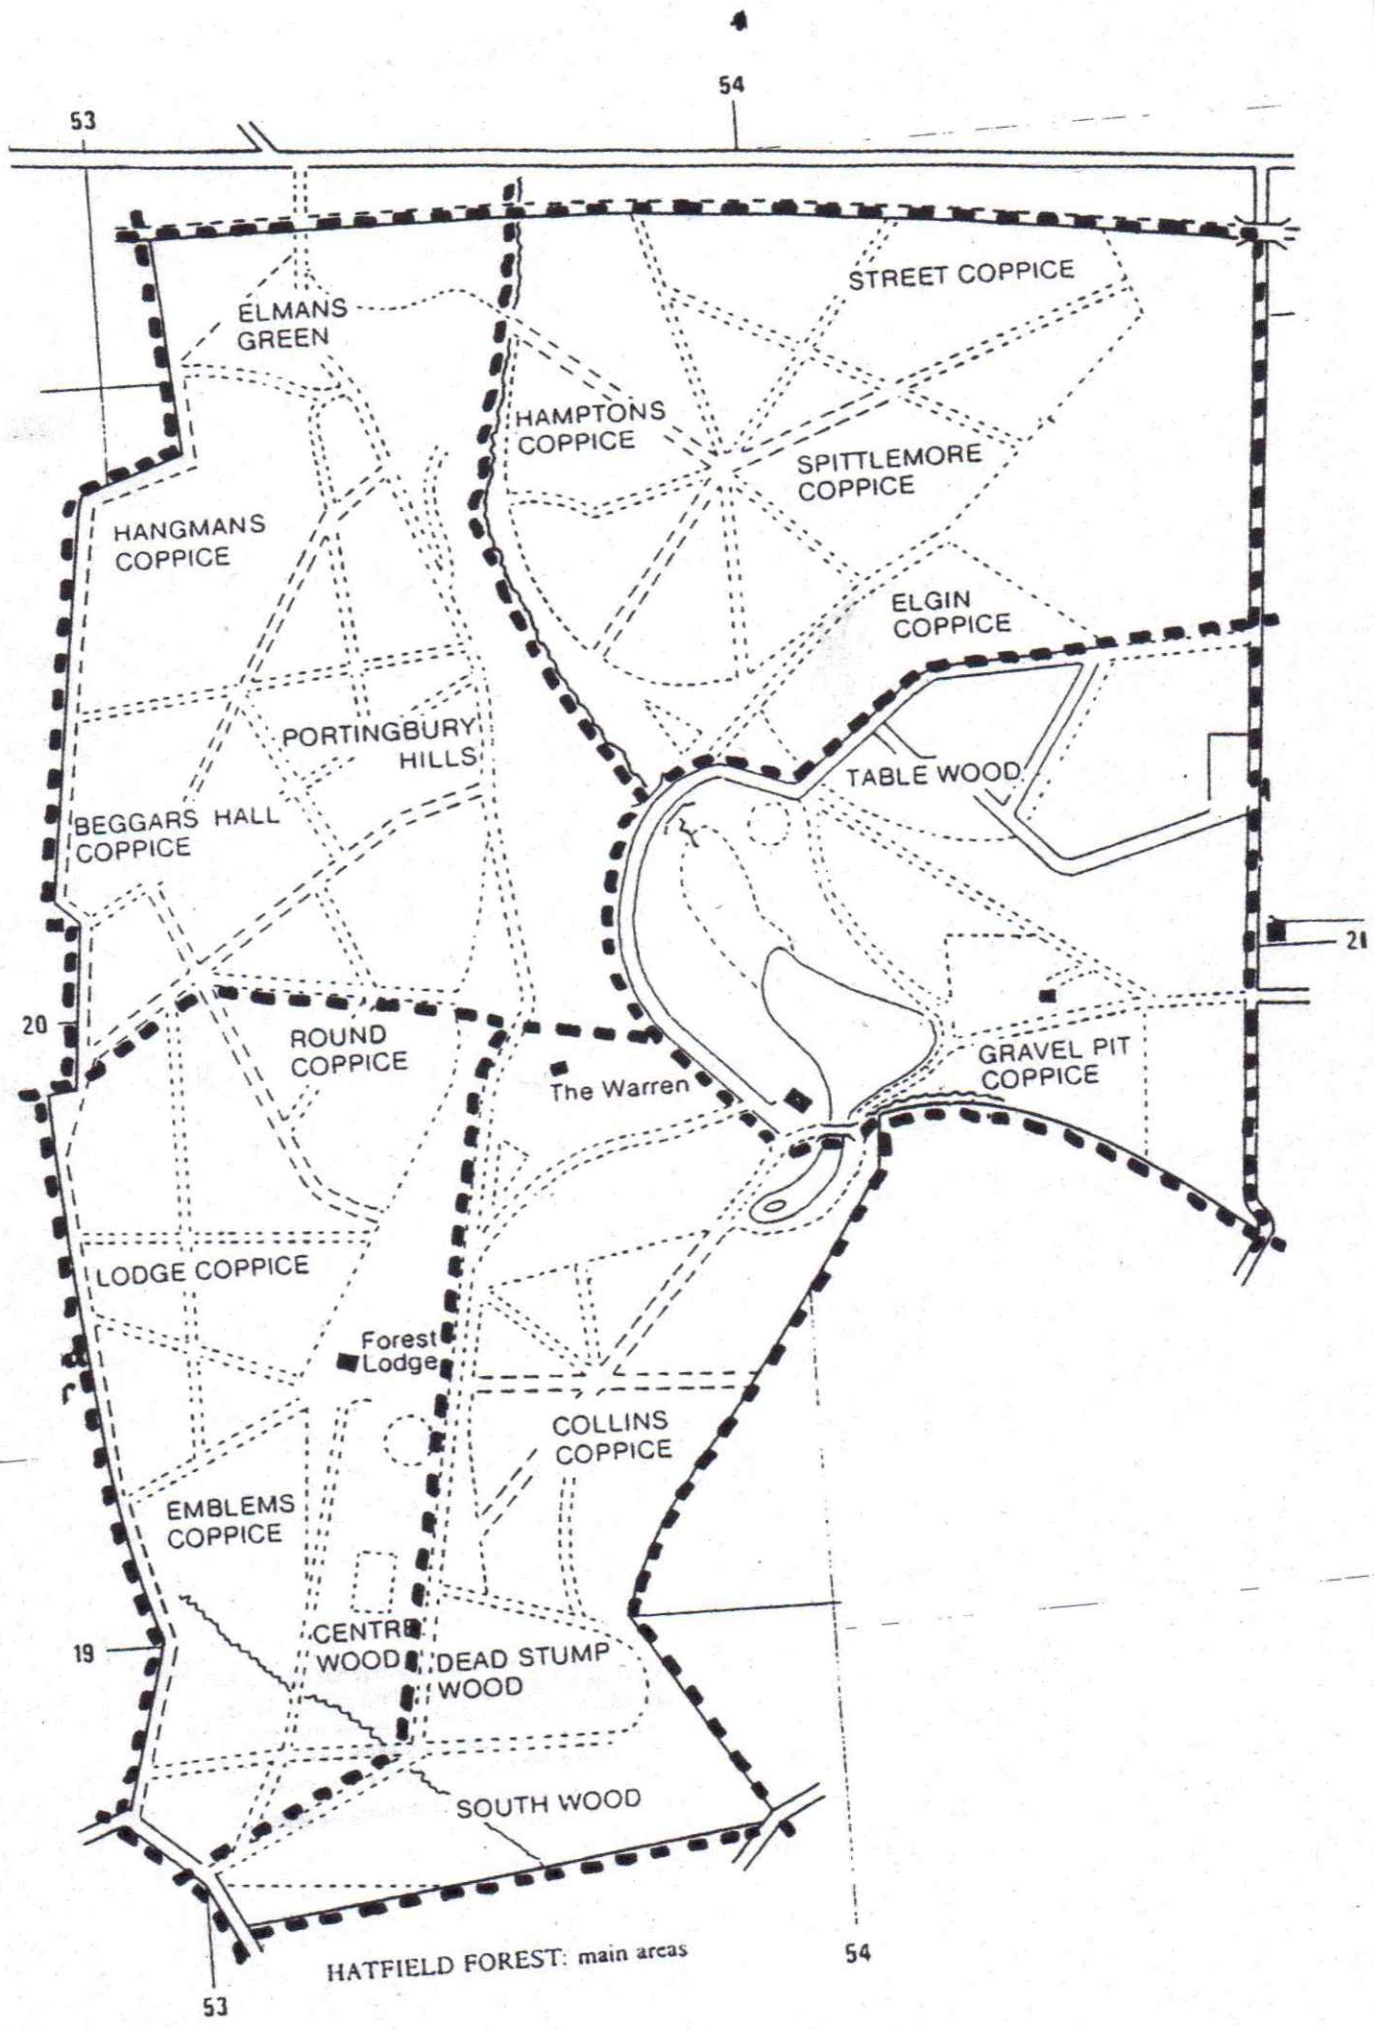 4
54
53
STREET COPPICE
ELMANS
GREEN
HAMPTONS
COPPICE
SPITTLEMORE
COPPICE
HANGMANS
COPPICE
ELGIN
COPPICE
PORTINGBURY
HILLS
TABLE WOOD
BEGGARS HALL
COPPICE
21
20
ROUND
COPPICE
GRAVEL PIT
COPPICE
The Warren
LODGE COPPICE
Forest
Lodge
COLLINS
COPPICE
EMBLEMS
COPPICE
CENTRE
WOOD
19
DEAD STUMP
WOOD
SOUTH WOOD
HATFIELD FOREST: main areas
54
53